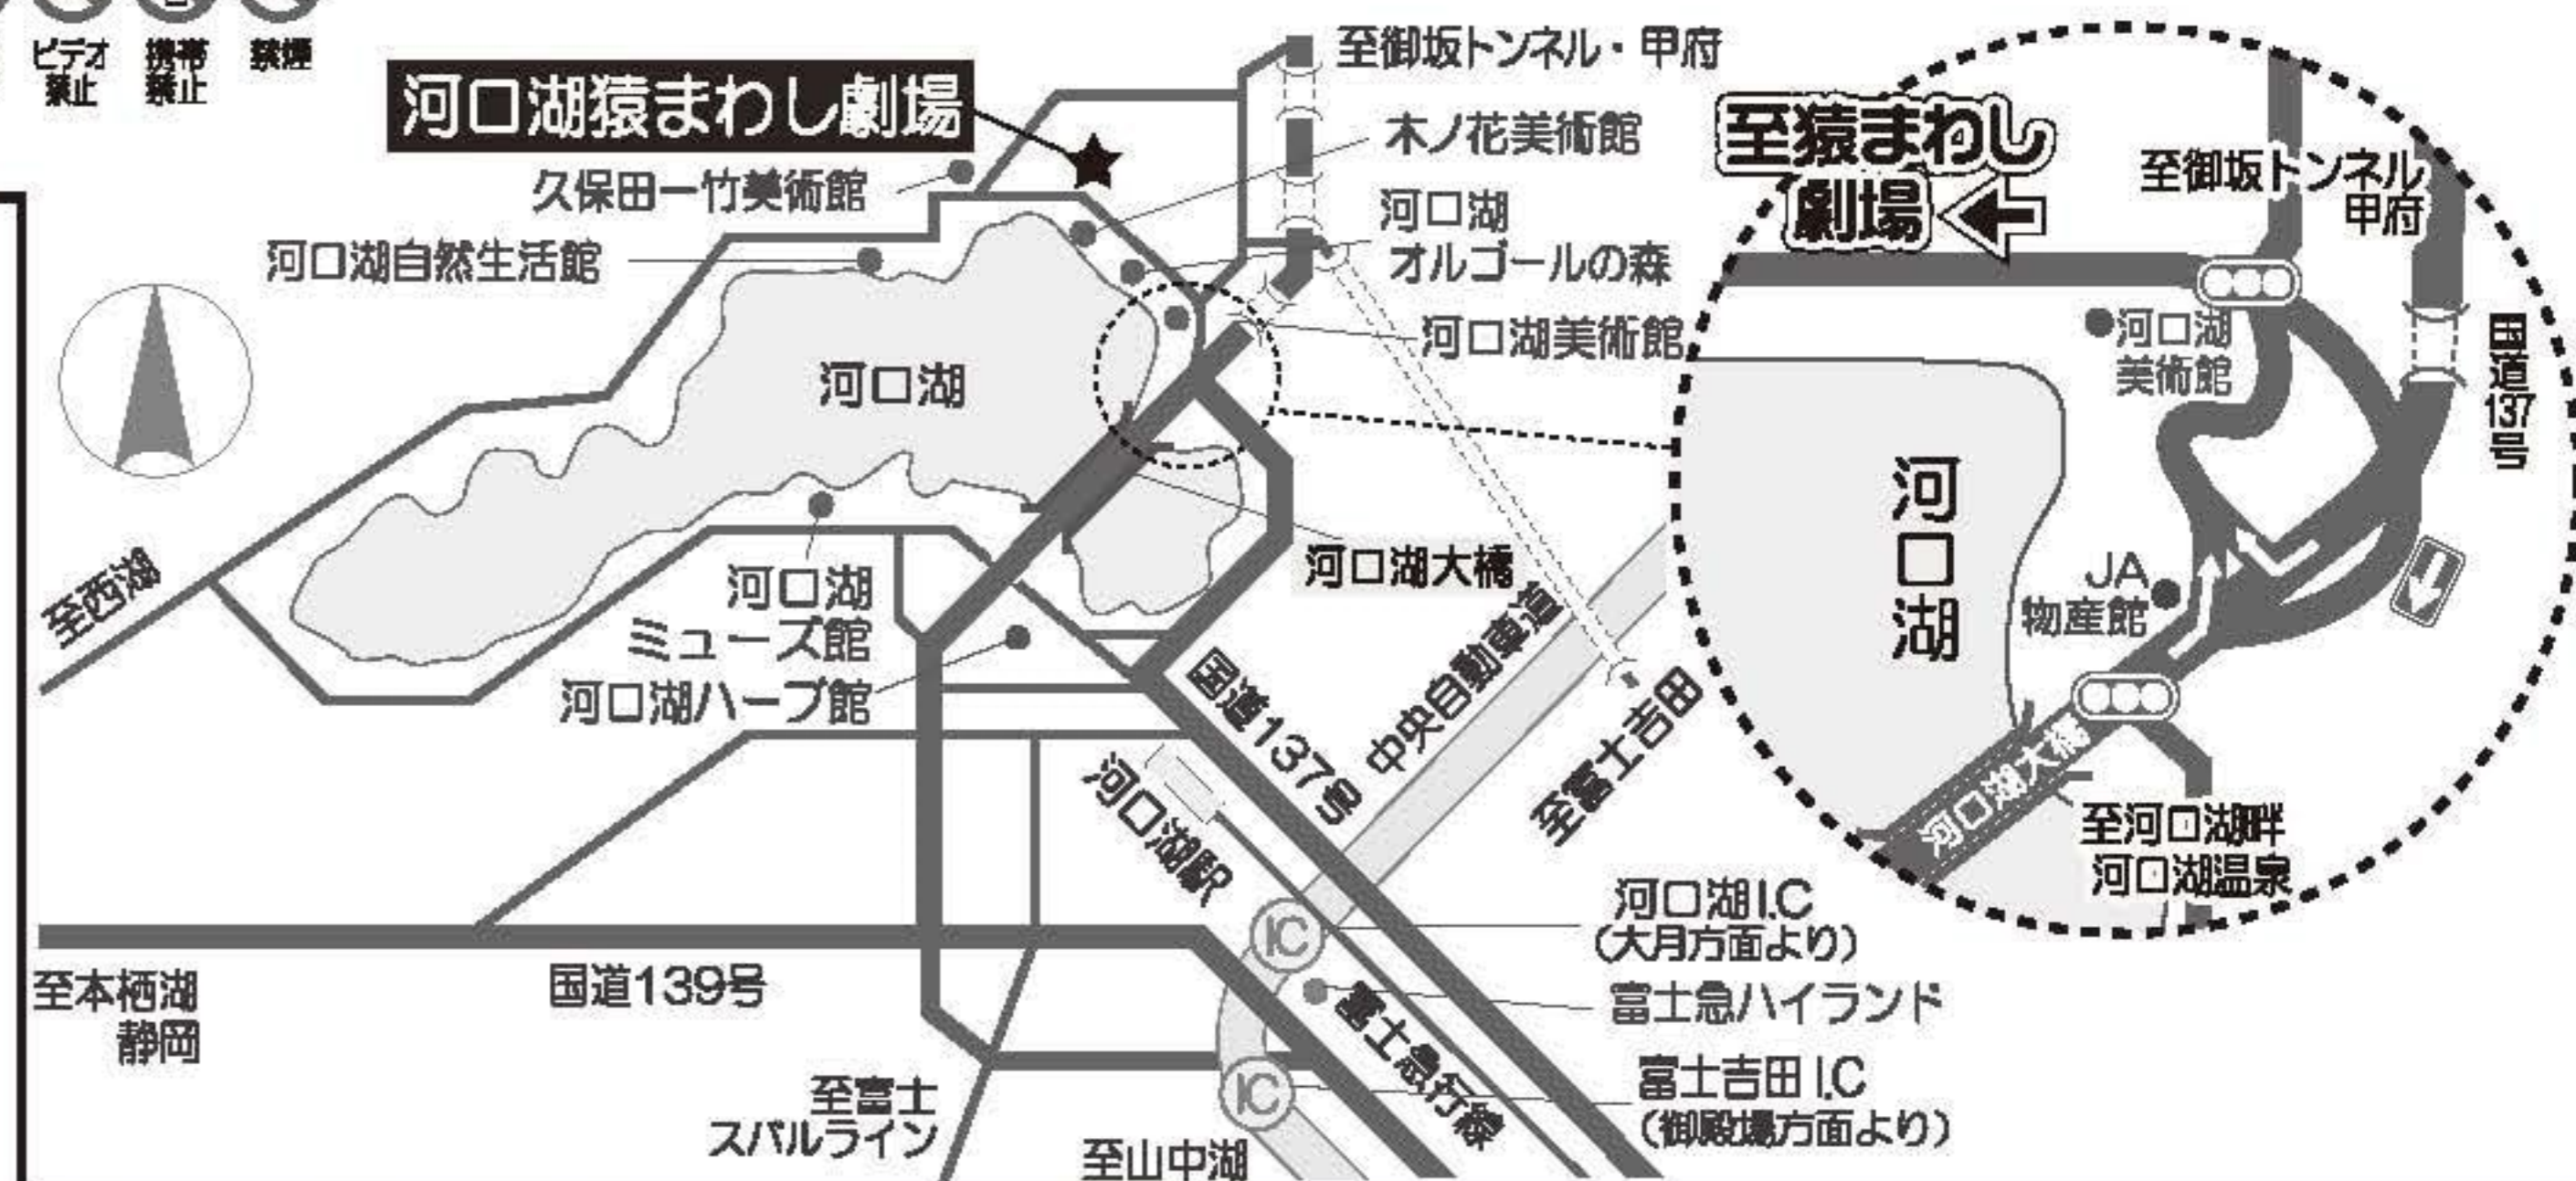 ビデオ
禁止
携帯
禁止
禁煙
河口湖猿まわし劇場
久保田一竹美術館
河口湖自然生活館
至御坂トンネル・甲府
木ノ花美術館
河口湖
オルゴールの森
河口湖美術館
河口湖
至西湖
河口湖
ミューズ館
河口湖ハーブ館
河口湖大橋
中央自動車道
国道137号
至富士吉田
河口湖駅
河口湖I.C
(大月方面より)
富士急ハイランド
富士吉田I.C
(御殿場方面より)
IC
IC
富士急行線
至本栖湖
静岡
国道139号
至富士
スバルライン
至山中湖
至猿まわし
劇場
至御坂トンネル
甲府
河口湖
美術館
国道137号
河口湖
JA
物産館
河口湖大橋
至河口湖畔
河口湖温泉